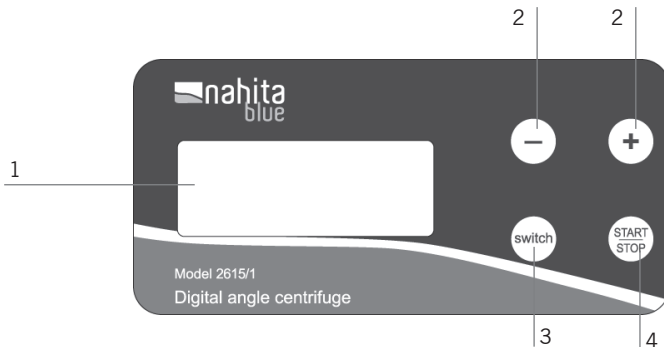 2 2
nahita
blue
1
− +
switch
START
STOP
Model 2615/1
Digital angle centrifuge
3 4